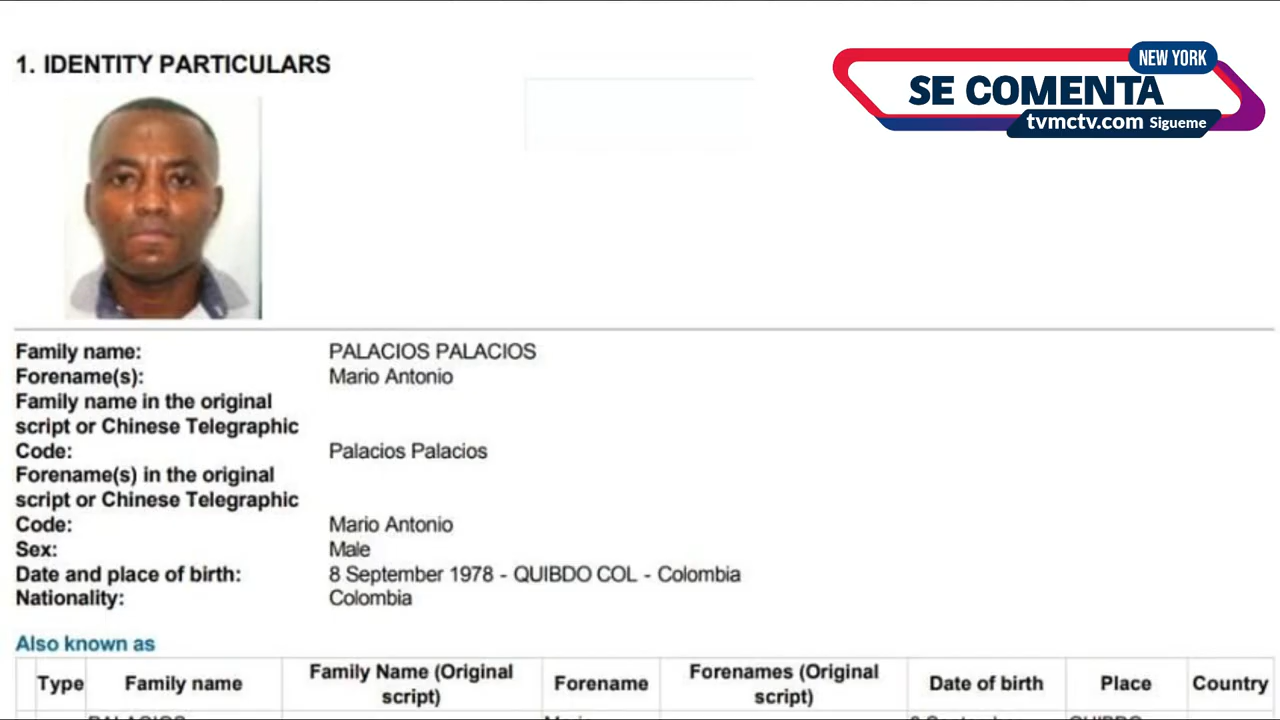 1. IDENTITY PARTICULARS
NEW YORK
SE COMENTA
tvmctv.com Sigueme
Family name: PALACIOS PALACIOS
Forename(s): Mario Antonio
Family name in the original
script or Chinese Telegraphic
Code: Palacios Palacios
Forename(s) in the original
script or Chinese Telegraphic
Code: Mario Antonio
Sex: Male
Date and place of birth: 8 September 1978 - QUIBDO COL - Colombia
Nationality: Colombia
Also known as
Type Family name Family Name (Original script) Forename Forenames (Original script) Date of birth Place Country